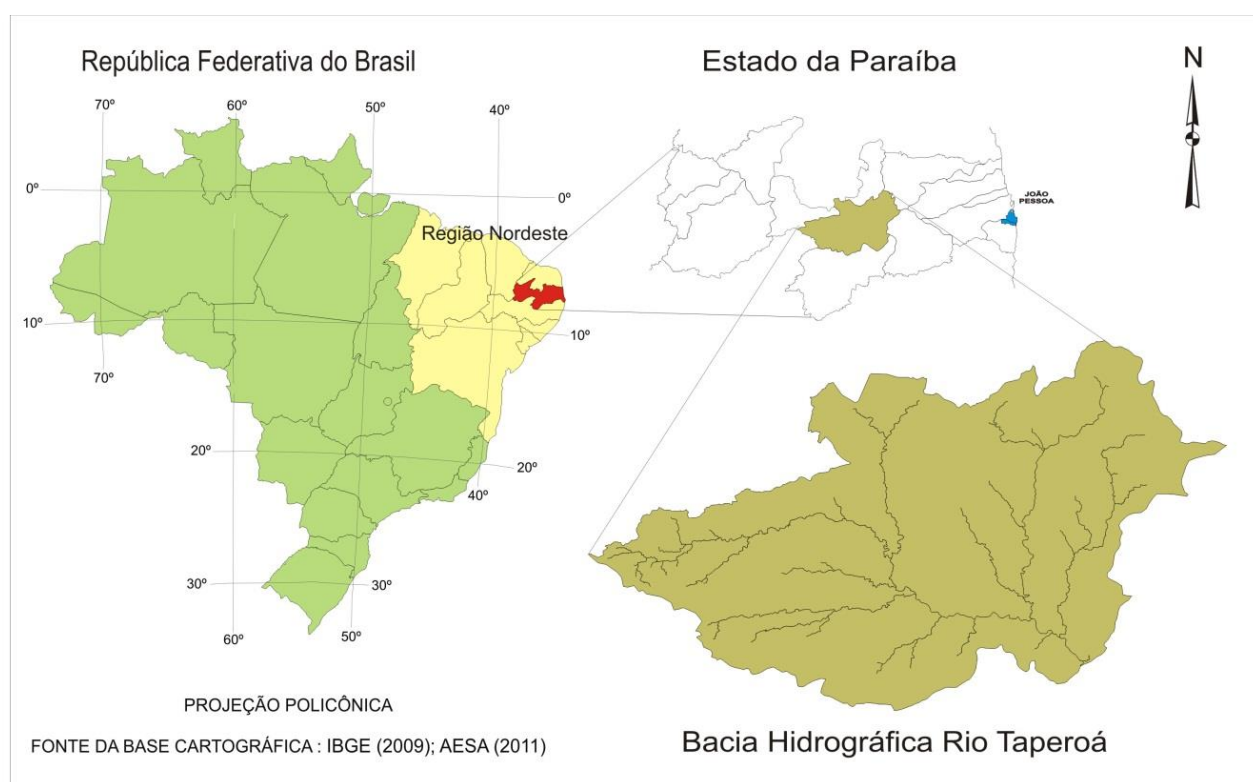 República Federativa do Brasil
Estado da Paraíba
N
70º
60º
50º
40º
0º
0º
Região Nordeste
JOÃO
PESSOA
10º
10º
70º
20º
20º
40º
30º
30º
60º
50º
PROJEÇÃO POLICÔNICA
FONTE DA BASE CARTOGRÁFICA : IBGE (2009); AESA (2011)
Bacia Hidrográfica Rio Taperoá